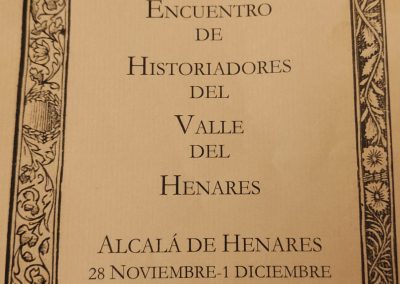 ENCUENTRO
DE
HISTORIADORES
DEL
VALLE
DEL
HENARES
ALCALÁ DE HENARES
28 NOVIEMBRE-1 DICIEMBRE